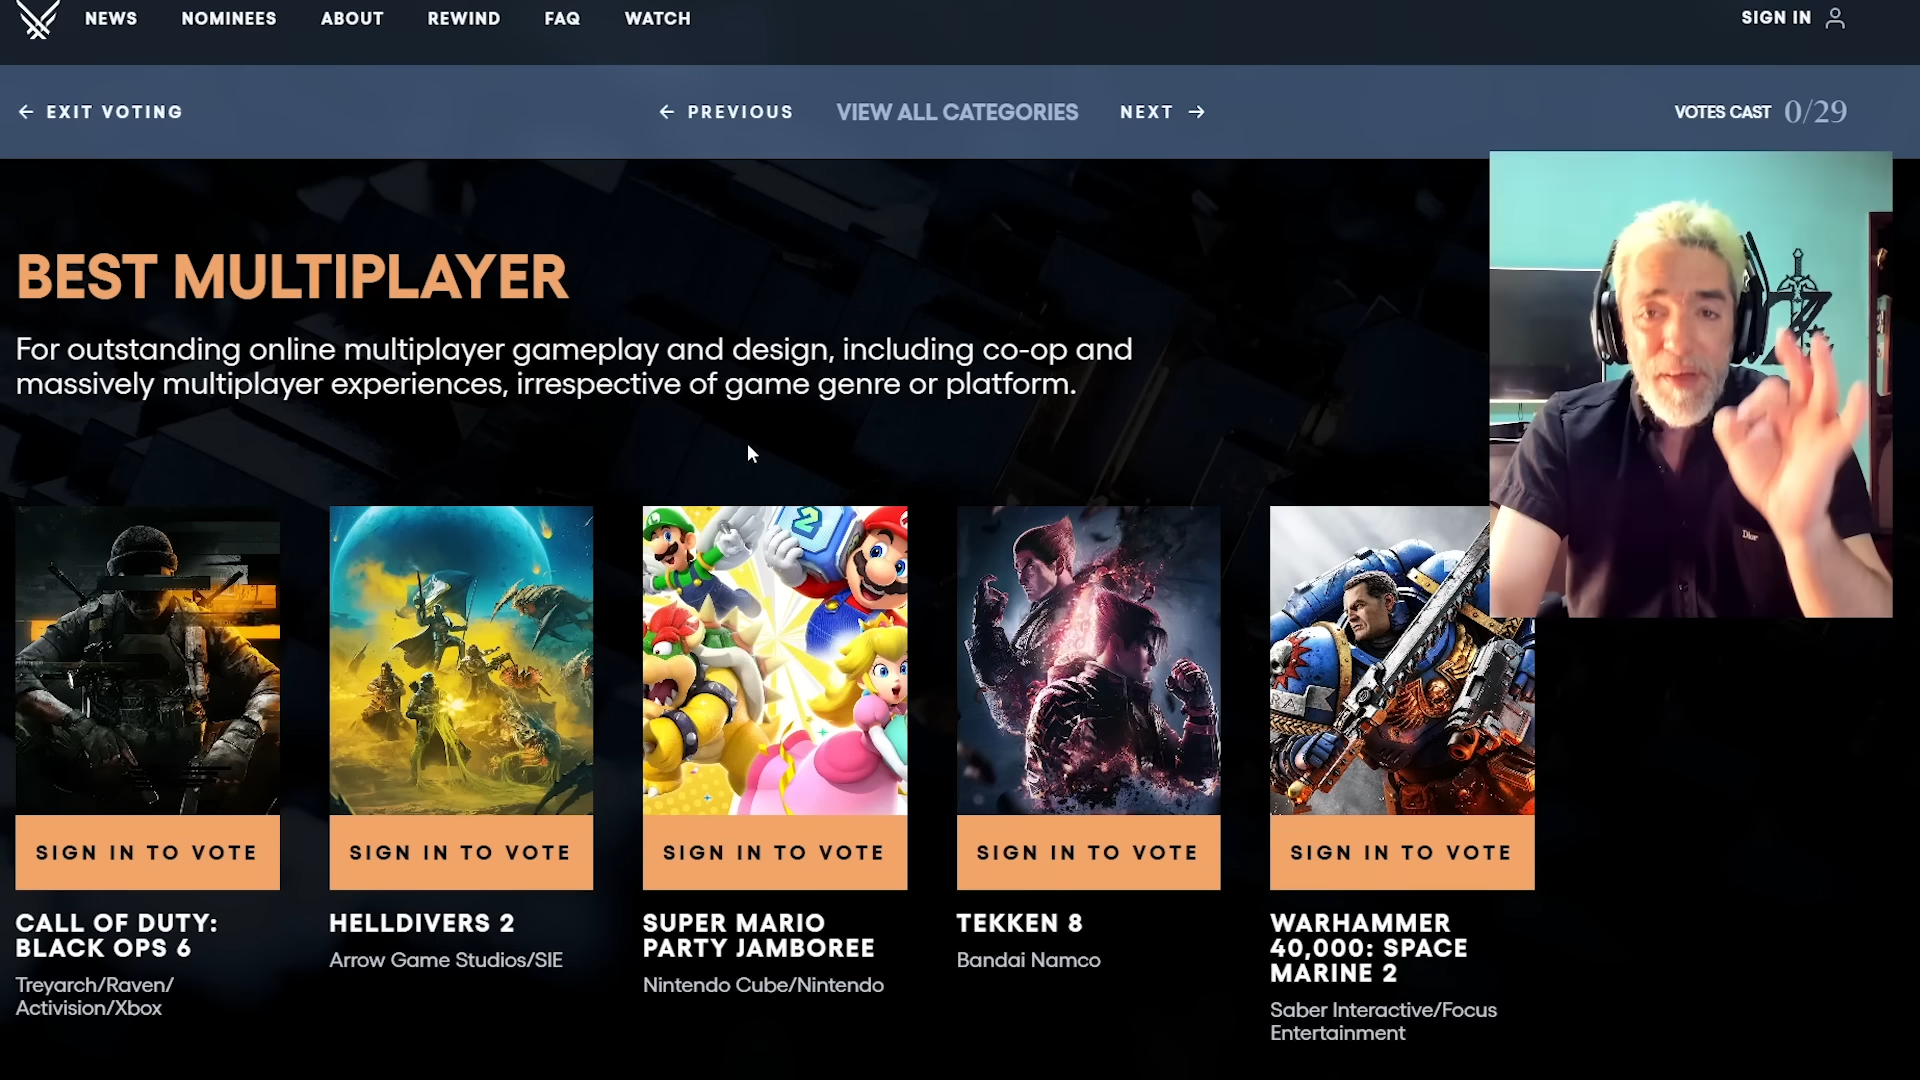 NEWS
NOMINEES
ABOUT
REWIND
FAQ
WATCH
SIGN IN
EXIT VOTING
PREVIOUS
VIEW ALL CATEGORIES
NEXT
VOTES CAST 0/29
BEST MULTIPLAYER
For outstanding online multiplayer gameplay and design, including co-op and
massively multiplayer experiences, irrespective of game genre or platform.
2
Dior
SIGN IN TO VOTE
SIGN IN TO VOTE
SIGN IN TO VOTE
SIGN IN TO VOTE
SIGN IN TO VOTE
CALL OF DUTY:
BLACK OPS 6
Treyarch/Raven/
Activision/Xbox
HELLDIVERS 2
Arrow Game Studios/SIE
SUPER MARIO
PARTY JAMBOREE
Nintendo Cube/Nintendo
TEKKEN 8
Bandai Namco
WARHAMMER
40,000: SPACE
MARINE 2
Saber Interactive/Focus
Entertainment